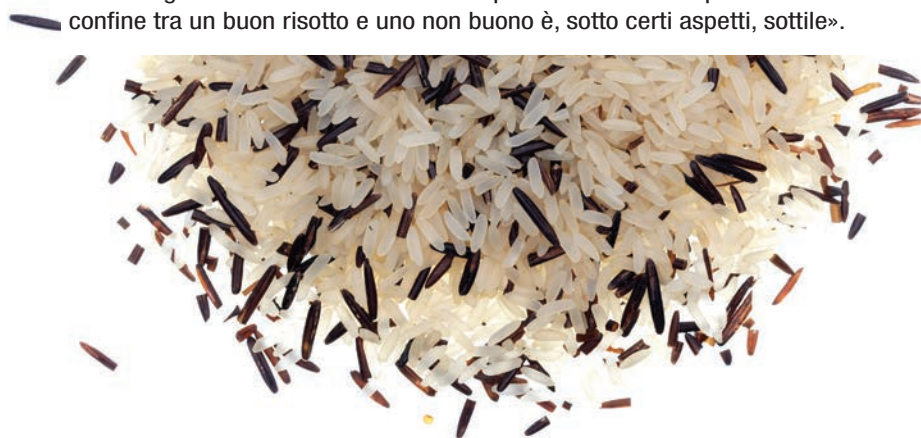 confine tra un buon risotto e uno non buono è, sotto certi aspetti, sottile».